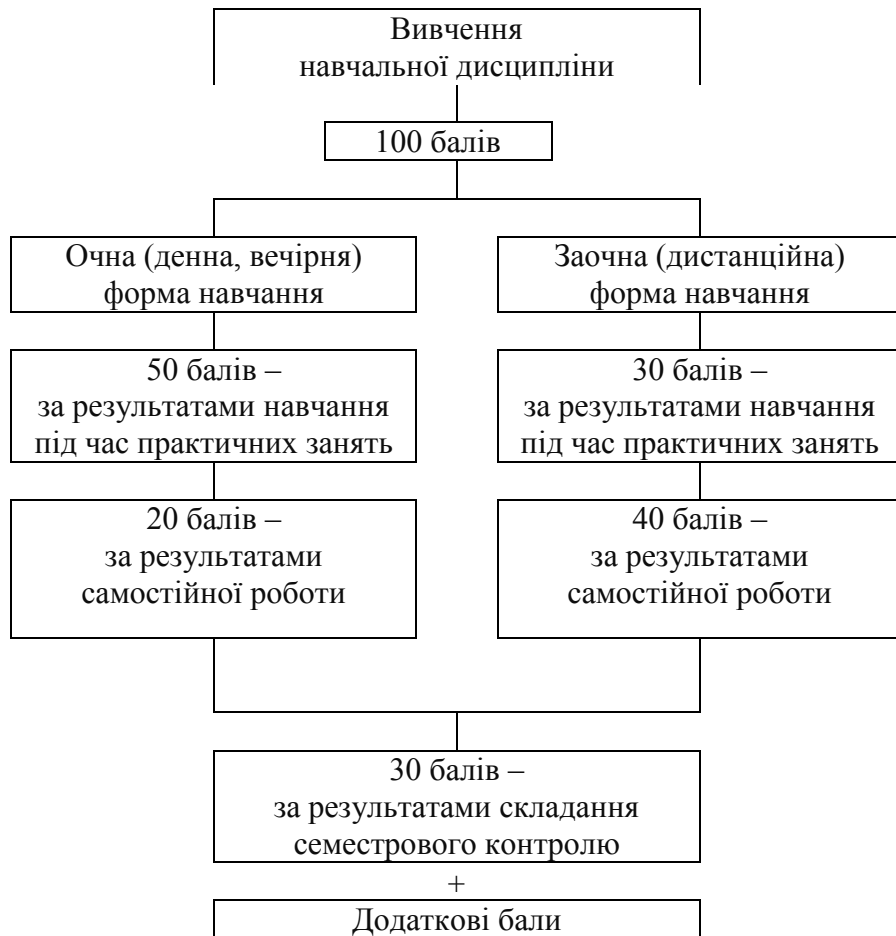 Вивчення
навчальної дисципліни
100 балів
Очна (денна, вечірня)
форма навчання
Заочна (дистанційна)
форма навчання
50 балів –
за результатами навчання
під час практичних занять
30 балів –
за результатами навчання
під час практичних занять
20 балів –
за результатами
самостійної роботи
40 балів –
за результатами
самостійної роботи
30 балів –
за результатами складання
семестрового контролю
+
Додаткові бали